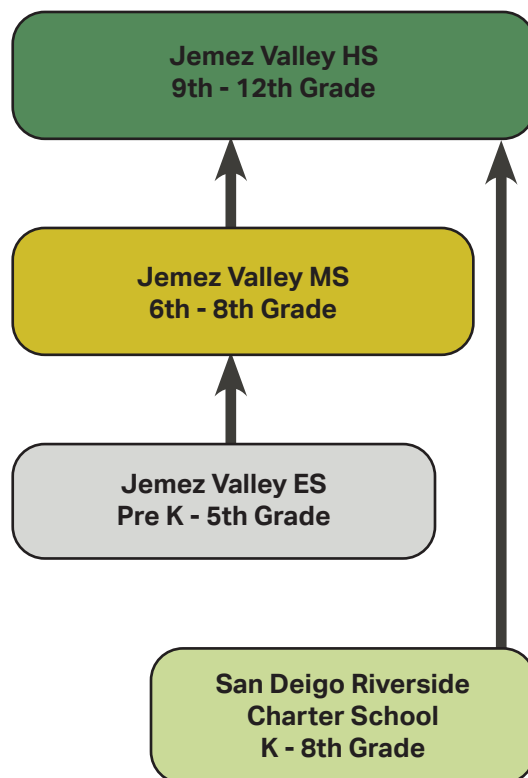 Jemez Valley HS
9th - 12th Grade
Jemez Valley MS
6th - 8th Grade
Jemez Valley ES
Pre K - 5th Grade
San Deigo Riverside
Charter School
K - 8th Grade